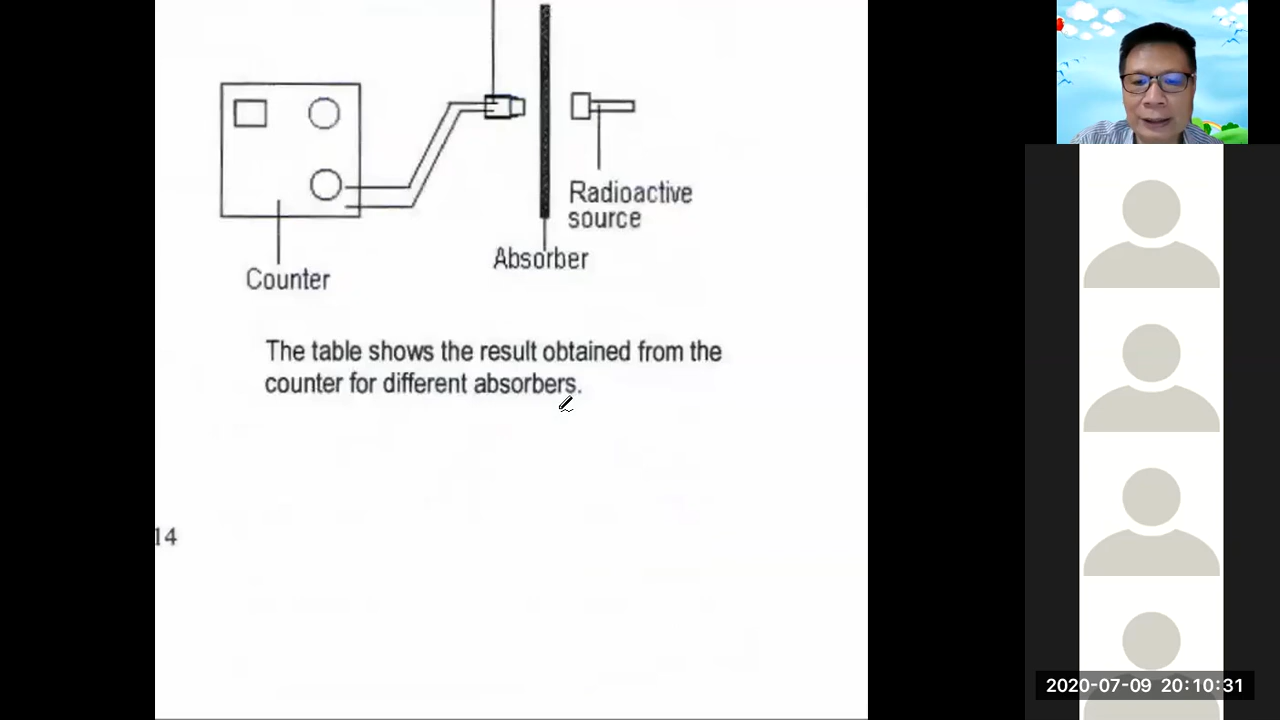 Radioactive
source
Absorber
Counter
The table shows the result obtained from the
counter for different absorbers.
14
2020-07-09 20:10:31